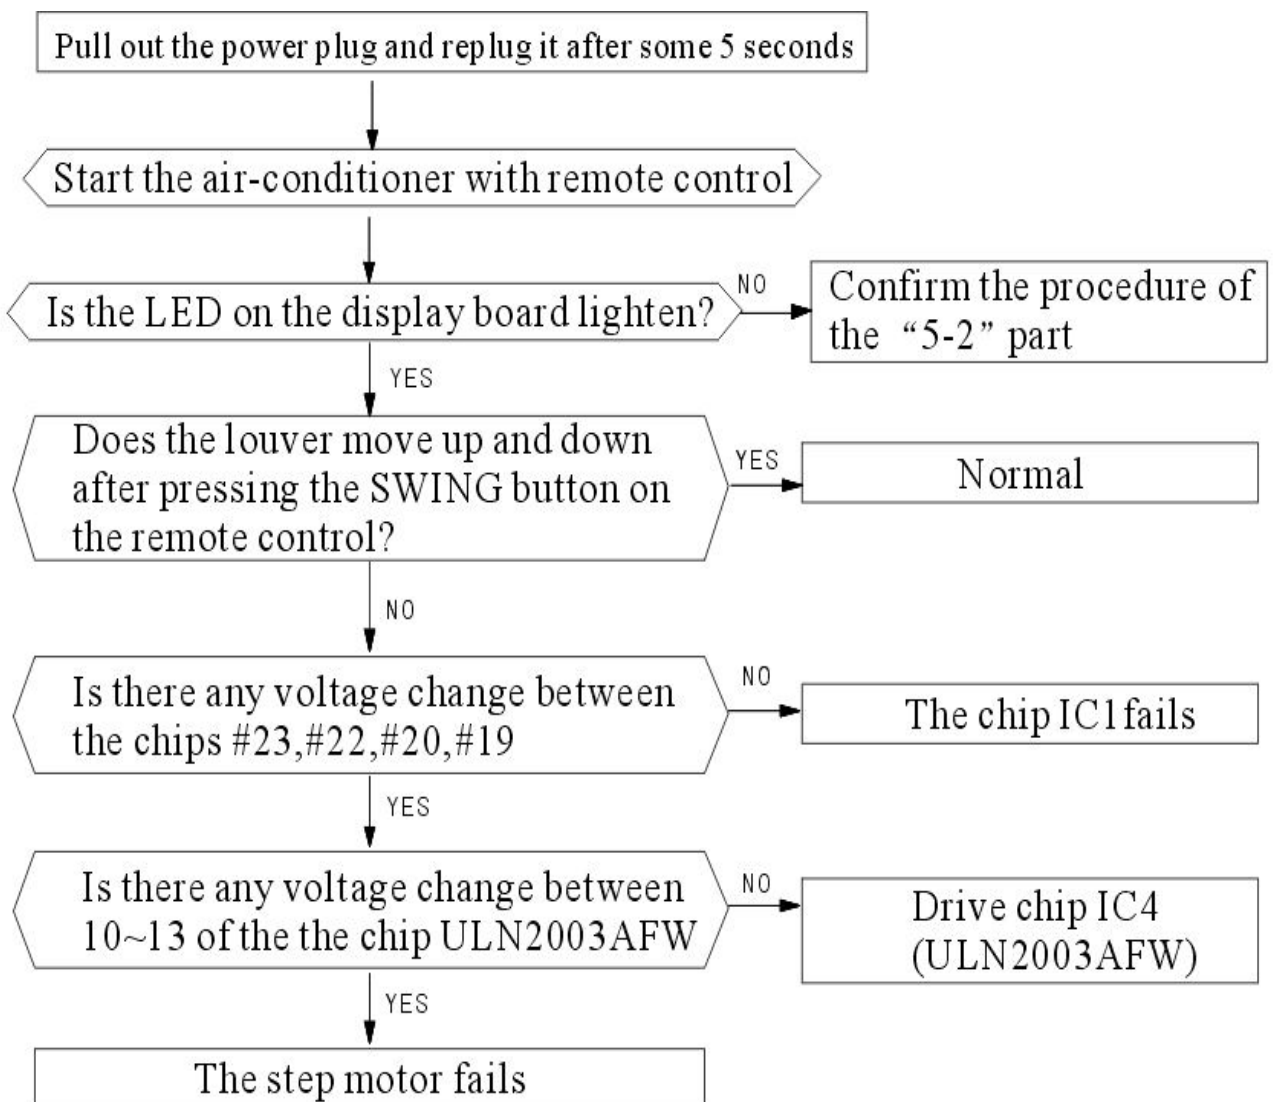 Pull out the power plug and replug it after some 5 seconds
Start the air-conditioner with remote control
Is the LED on the display board lighten?
NO
Confirm the procedure of
the “5-2” part
YES
Does the louver move up and down
after pressing the SWING button on
the remote control?
YES
Normal
NO
Is there any voltage change between
the chips #23,#22,#20,#19
NO
The chip IC1 fails
YES
Is there any voltage change between
10~13 of the the chip ULN2003AFW
NO
Drive chip IC4
(ULN2003AFW)
YES
The step motor fails